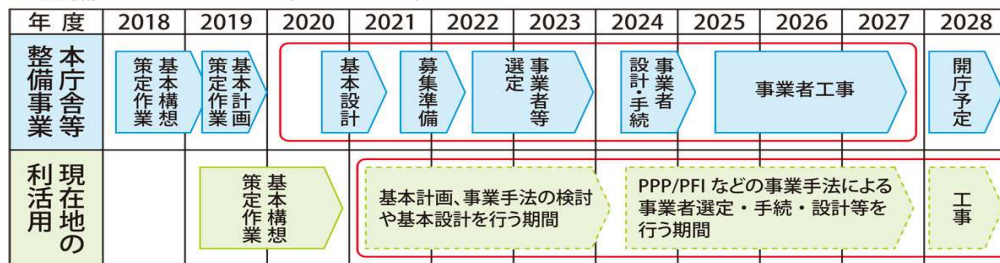 年度 2018 2019 2020 2021 2022 2023 2024 2025 2026 2027 2028
本庁舎等
整備事業
基本構想
策定作業
基本計画
策定作業
基本設計
募集準備
事業者等
選定
事業者
設計・手続
事業者工事
開庁予定
現在地の
利活用
基本構想
策定作業
基本計画、事業手法の検討
や基本設計を行う期間
PPP/PFIなどの事業手法による
事業者選定・手続・設計等を
行う期間
工事